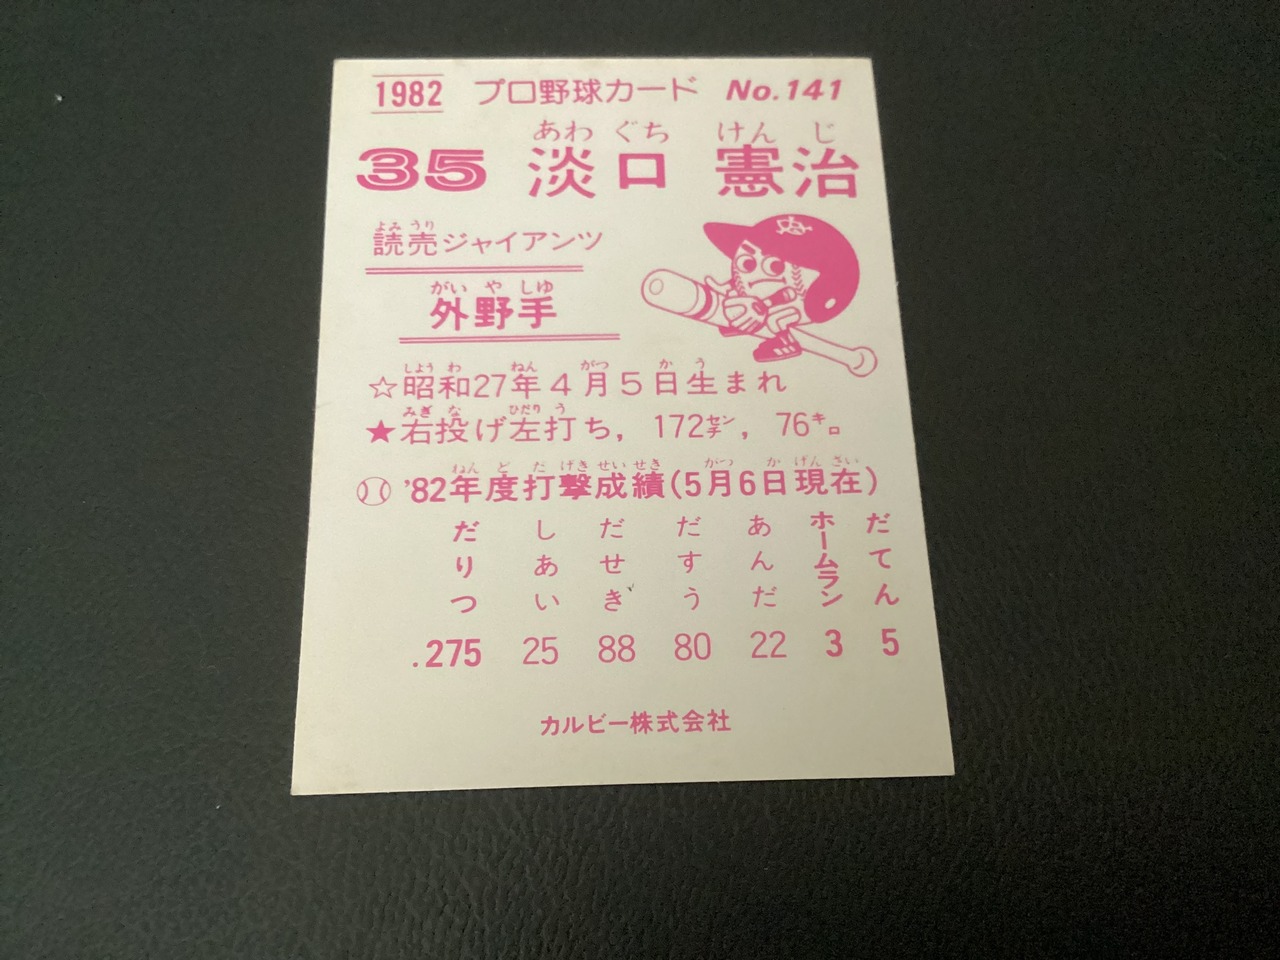 1982 プロ野球カード No.141
あわ ぐち けん じ
35 淡口 憲治
よみ うり
読売ジャイアンツ
がい や しゆ
外野手
しよう わ ねん がつ か う
☆昭和27年4月5日生まれ
みぎ な ひだり う
★右投げ左打ち, 172センチ, 76キロ
ねん ど だ げき せい せき がつ か げん ざい
'82年度打撃成績(5月6日現在)
だりつ しあい だせき だすう あんだ ホームラン だてん
.275 25 88 80 22 3 5
カルビー株式会社